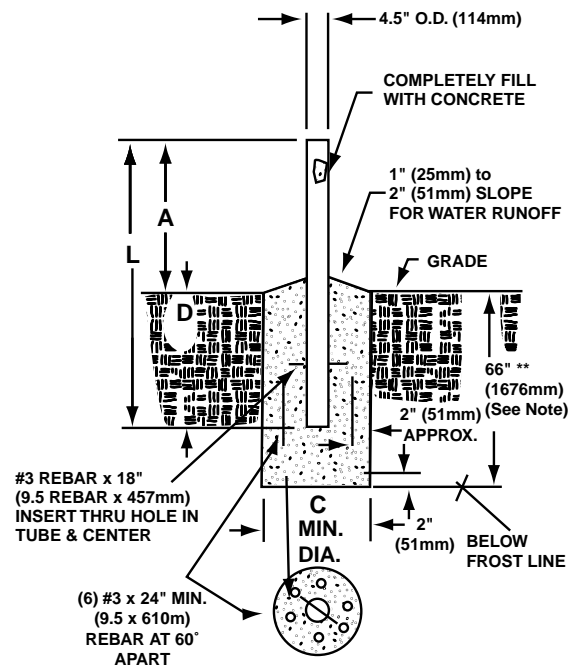 4.5" O.D. (114mm)
COMPLETELY FILL
WITH CONCRETE
1" (25mm) to
2" (51mm) SLOPE
FOR WATER RUNOFF
A
L
GRADE
D
66" **
(1676mm)
(See Note)
2" (51mm)
APPROX.
#3 REBAR x 18"
(9.5 REBAR x 457mm)
INSERT THRU HOLE IN
TUBE & CENTER
C
MIN.
DIA.
2"
(51mm)
BELOW
FROST LINE
(6) #3 x 24" MIN.
(9.5 x 610m)
REBAR AT 60°
APART